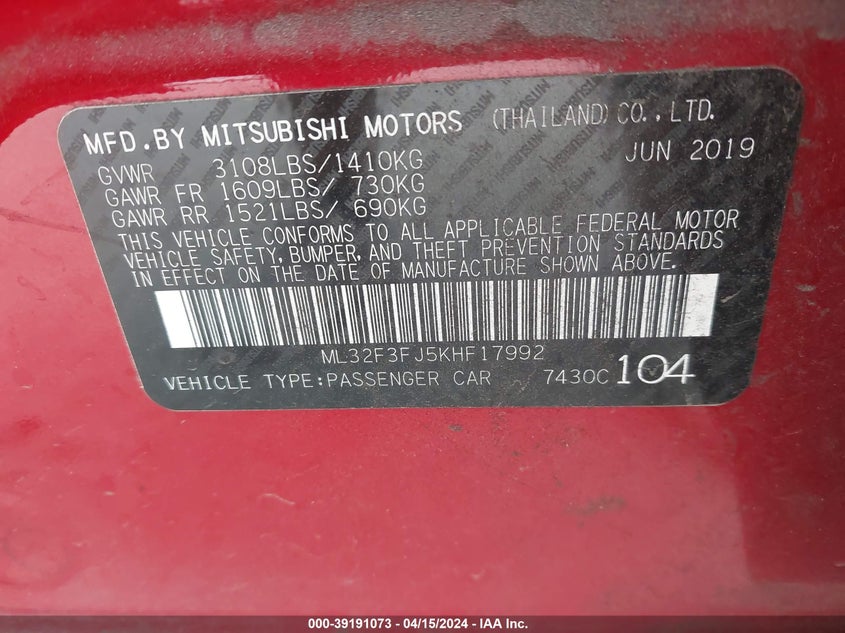 MFD.BY MITSUBISHI MOTORS (THAILAND) CO.,LTD.
GVWR 3108LBS/1410KG JUN 2019
GAWR FR 1609LBS/ 730KG
GAWR RR 1521LBS/ 690KG
THIS VEHICLE CONFORMS TO ALL APPLICABLE FEDERAL MOTOR
VEHICLE SAFETY, BUMPER, AND THEFT PREVENTION STANDARDS
IN EFFECT ON THE DATE OF MANUFACTURE SHOWN ABOVE.
ML32F3FJ5KHF17992
VEHICLE TYPE:PASSENGER CAR 7430C 104
000-39191073 - 04/15/2024 - IAA Inc.